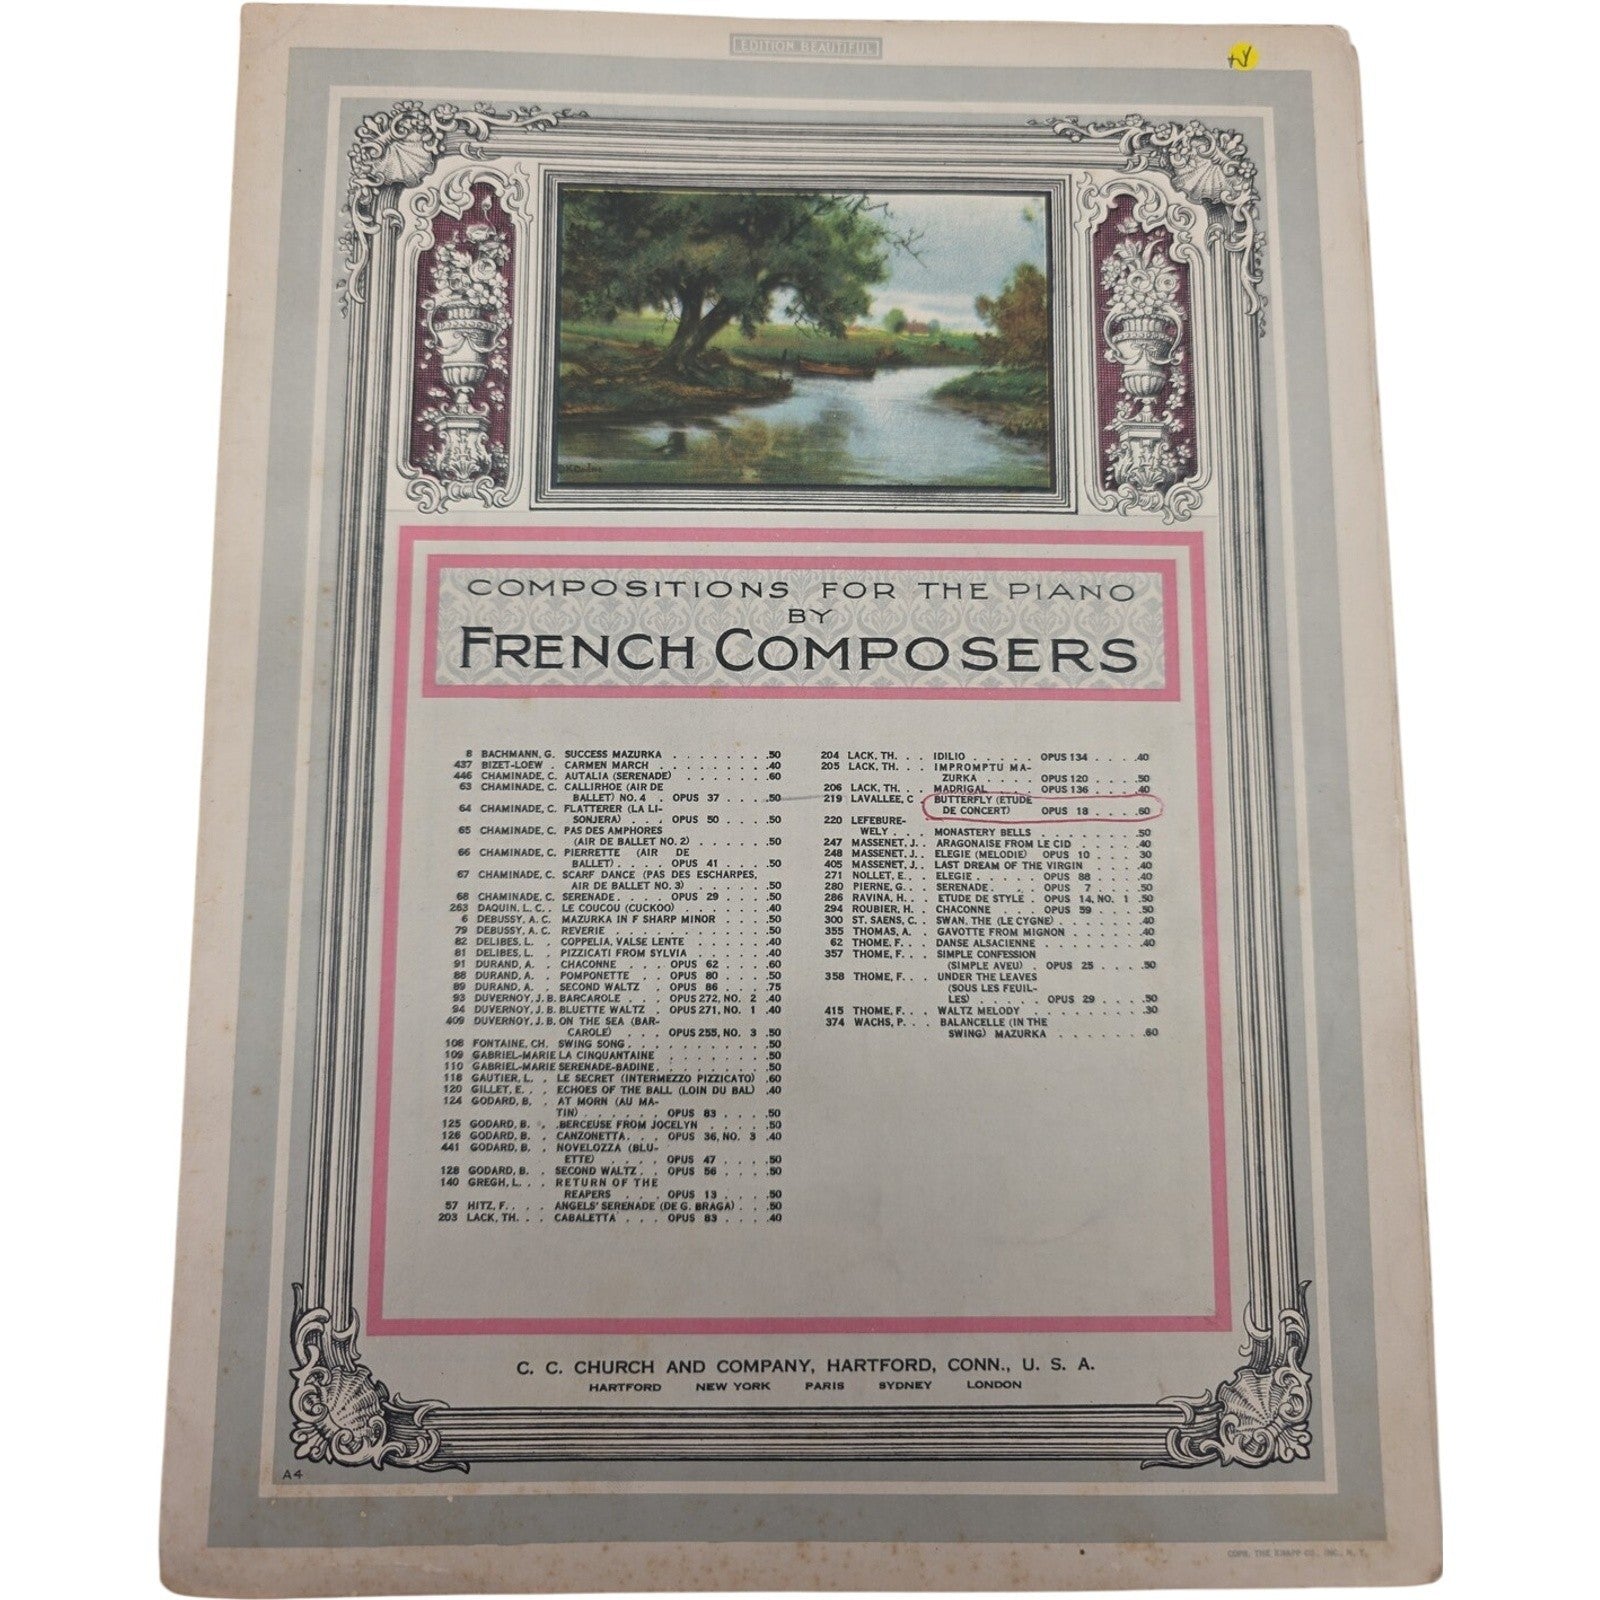 EDITION BEAUTIFUL
COMPOSITIONS FOR THE PIANO
BY
FRENCH COMPOSERS
8 BACHMANN, G. SUCCESS MAZURKA . . . . . . . . .50
437 BIZET-LOEW . CARMEN MARCH . . . . . . . . .40
446 CHAMINADE, C. AUTALIA (SERENADE) . . . . . . . .60
63 CHAMINADE, C. CALLIRHOE (AIR DE
BALLET) NO. 4 . OPUS 37 . . . .50
64 CHAMINADE, C. FLATTERER (LA LI-
SONJERA) . . . OPUS 50 . . . .50
65 CHAMINADE, C. PAS DES AMPHORES
(AIR DE BALLET NO. 2) . . . . . . .50
66 CHAMINADE, C. PIERRETTE (AIR DE
BALLET) . . . . OPUS 41 . . . .50
67 CHAMINADE, C. SCARF DANCE (PAS DES ESCHARPES,
AIR DE BALLET NO. 3) . . . . . . .50
68 CHAMINADE, C. SERENADE . . . . OPUS 29 . . . .50
263 DAQUIN, L. C. . LE COUCOU (CUCKOO) . . . . . . .40
6 DEBUSSY, A. C. MAZURKA IN F SHARP MINOR . . . . .50
79 DEBUSSY, A. C. REVERIE . . . . . . . . . . . .50
82 DELIBES, L. . COPPELIA, VALSE LENTE . . . . . . .40
81 DELIBES, L. . PIZZICATI FROM SYLVIA . . . . . . .40
91 DURAND, A. . CHACONNE . . . OPUS 62 . . . .60
88 DURAND, A. . POMPONETTE . . OPUS 80 . . . .50
89 DURAND, A. . SECOND WALTZ . OPUS 86 . . . .75
93 DUVERNOY, J. B. BARCAROLE . . . OPUS 272, NO. 2 .40
94 DUVERNOY, J. B. BLUETTE WALTZ . OPUS 271, NO. 1 .40
409 DUVERNOY, J. B. ON THE SEA (BAR-
CAROLE) . . . OPUS 255, NO. 3 .50
108 FONTAINE, CH. SWING SONG . . . . . . . . . . .50
109 GABRIEL-MARIE LA CINQUANTAINE . . . . . . . . .50
110 GABRIEL-MARIE SERENADE-BADINE . . . . . . . . .50
118 GAUTIER, L. . LE SECRET (INTERMEZZO PIZZICATO) .60
120 GILLET, E. . . ECHOES OF THE BALL (LOIN DU BAL) .40
124 GODARD, B. . AT MORN (AU MA-
TIN) . . . . . . OPUS 83 . . . .50
125 GODARD, B. . BERCEUSE FROM JOCELYN . . . . . .50
126 GODARD, B. . CANZONETTA . . . OPUS 36, NO. 3 .40
441 GODARD, B. . NOVELOZZA (BLU-
ETTE) . . . . . OPUS 47 . . . .50
128 GODARD, B. . SECOND WALTZ . . OPUS 56 . . . .50
140 GREGH, L. . . RETURN OF THE
REAPERS . . . OPUS 13 . . . .50
57 HITZ, F. . . . ANGELS' SERENADE (DE G. BRAGA) . . .50
203 LACK, TH. . . CABALETTA . . . OPUS 83 . . . .40
204 LACK, TH. . . IDILIO . . . . . OPUS 134 . . . .40
205 LACK, TH. . . IMPROMPTU MA-
ZURKA . . . . . OPUS 120 . . . .50
206 LACK, TH. . . MADRIGAL . . . . OPUS 136 . . . .40
219 LAVALLEE, C . BUTTERFLY (ETUDE
DE CONCERT) OPUS 18 . . . .60
220 LEFEBURE-
WELY . . . MONASTERY BELLS . . . . . . . . .50
247 MASSENET, J. . ARAGONAISE FROM LE CID . . . . . .40
248 MASSENET, J. . ELEGIE (MELODIE) OPUS 10 . . . .30
405 MASSENET, J. . LAST DREAM OF THE VIRGIN . . . . .40
271 NOLLET, E. . . ELEGIE . . . . . OPUS 88 . . . .40
280 PIERNE, G. . . SERENADE . . . . OPUS 7 . . . .50
286 RAVINA, H. . . ETUDE DE STYLE . OPUS 14, NO. 1 .50
294 ROUBIER, H. . CHACONNE . . . OPUS 59 . . . .50
300 ST. SAENS, C. . SWAN, THE (LE CYGNE) . . . . . . .40
355 THOMAS, A. . GAVOTTE FROM MIGNON . . . . . .40
62 THOME, F. . . DANSE ALSACIENNE . . . . . . . .40
357 THOME, F. . . SIMPLE CONFESSION
(SIMPLE AVEU) . OPUS 25 . . . .50
358 THOME, F. . . UNDER THE LEAVES
(SOUS LES FEUIL-
LES) . . . . . OPUS 29 . . . .50
415 THOME, F. . . WALTZ MELODY . . . . . . . . . .30
374 WACHS, P. . . BALANCELLE (IN THE
SWING) MAZURKA . . . . . . . .60
C. C. CHURCH AND COMPANY, HARTFORD, CONN., U. S. A.
HARTFORD NEW YORK PARIS SYDNEY LONDON
A4
COPR. THE KNAPP CO., INC., N. Y.